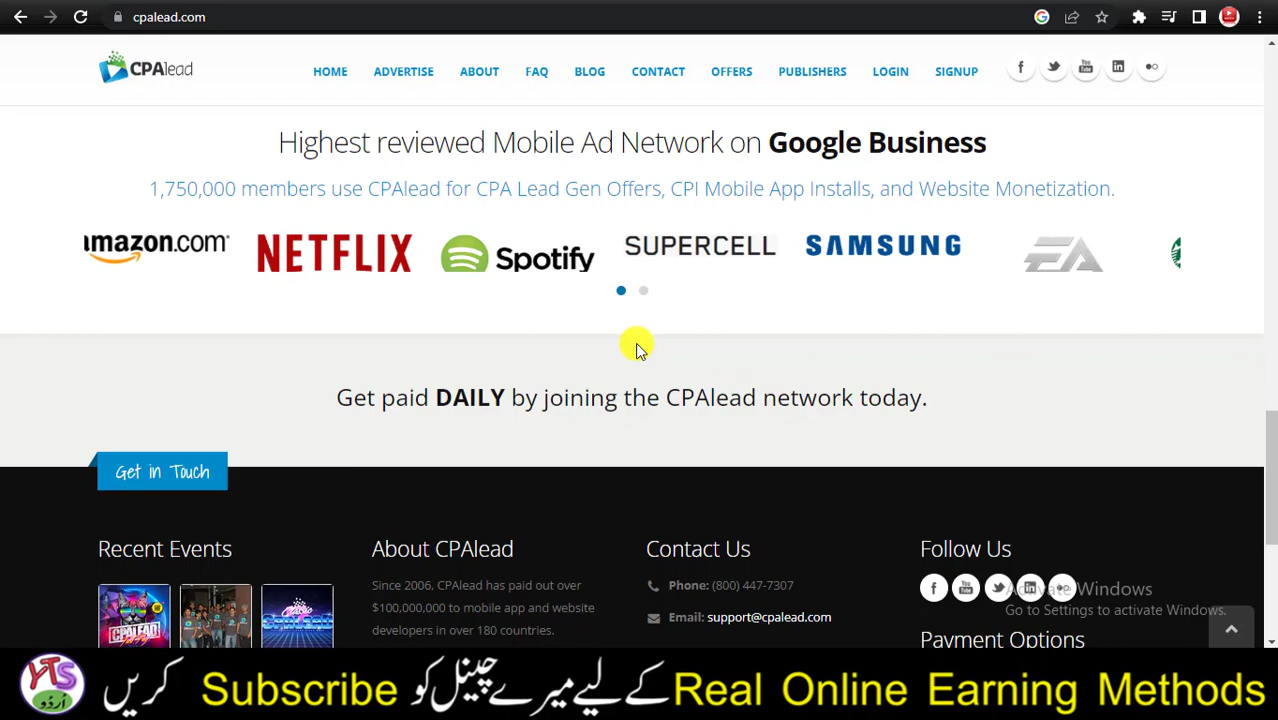 cpalead.com
CPAlead
HOME ADVERTISE ABOUT FAQ BLOG CONTACT OFFERS PUBLISHERS LOGIN SIGNUP
Highest reviewed Mobile Ad Network on Google Business
1,750,000 members use CPAlead for CPA Lead Gen Offers, CPI Mobile App Installs, and Website Monetization.
amazon.com NETFLIX Spotify SUPERCELL SAMSUNG EA
Get paid DAILY by joining the CPAlead network today.
Get in Touch
Recent Events
About CPAlead
Since 2006, CPAlead has paid out over
$100,000,000 to mobile app and website
developers in over 180 countries.
Contact Us
Phone: (800) 447-7307
Email: support@cpalead.com
Follow Us
Activate Windows
Go to Settings to activate Windows.
Payment Options
CPALEAD
YTS اردو
Real Online Earning Methods کے لیے میرے چینل کو Subscribe کریں